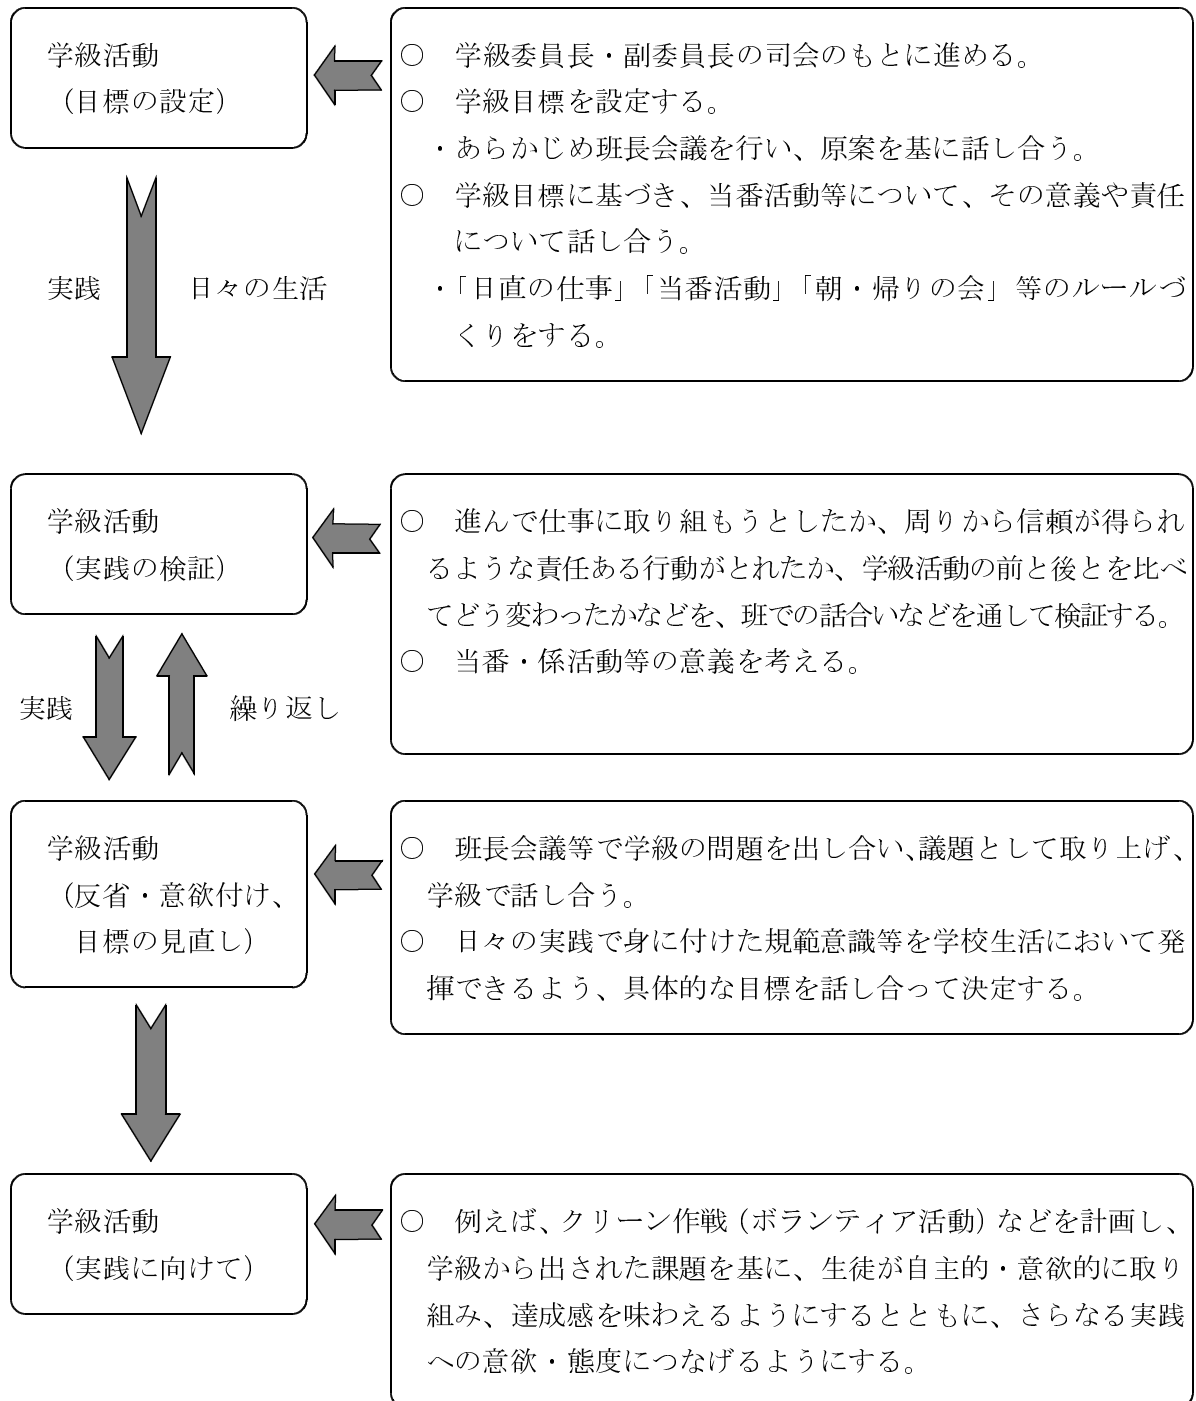 学級活動
（目標の設定）
○　学級委員長・副委員長の司会のもとに進める。
○　学級目標を設定する。
・あらかじめ班長会議を行い、原案を基に話し合う。
○　学級目標に基づき、当番活動等について、その意義や責任
について話し合う。
・「日直の仕事」「当番活動」「朝・帰りの会」等のルールづ
くりをする。
実践
日々の生活
学級活動
（実践の検証）
○　進んで仕事に取り組もうとしたか、周りから信頼が得られ
るような責任ある行動がとれたか、学級活動の前と後とを比べ
てどう変わったかなどを、班での話合いなどを通して検証する。
○　当番・係活動等の意義を考える。
実践
繰り返し
学級活動
（反省・意欲付け、
目標の見直し）
○　班長会議等で学級の問題を出し合い、議題として取り上げ、
学級で話し合う。
○　日々の実践で身に付けた規範意識等を学校生活において発
揮できるよう、具体的な目標を話し合って決定する。
学級活動
（実践に向けて）
○　例えば、クリーン作戦（ボランティア活動）などを計画し、
学級から出された課題を基に、生徒が自主的・意欲的に取り
組み、達成感を味わえるようにするとともに、さらなる実践
への意欲・態度につなげるようにする。